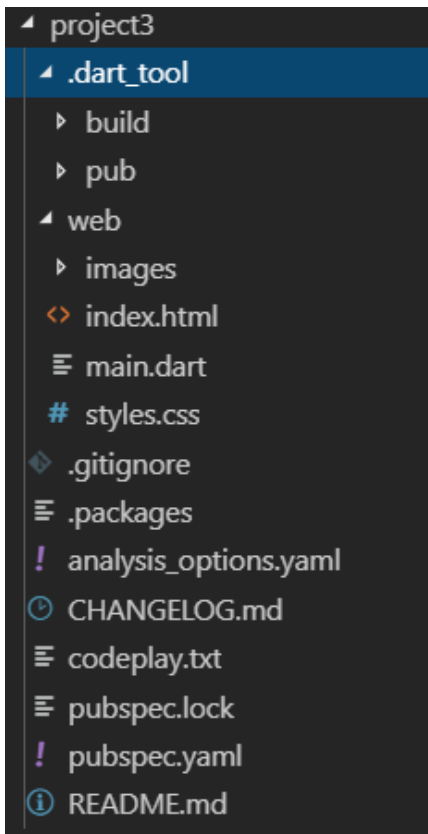 project3
.dart_tool
build
pub
web
images
<> index.html
main.dart
# styles.css
.gitignore
.packages
! analysis_options.yaml
CHANGELOG.md
codeplay.txt
pubspec.lock
! pubspec.yaml
README.md